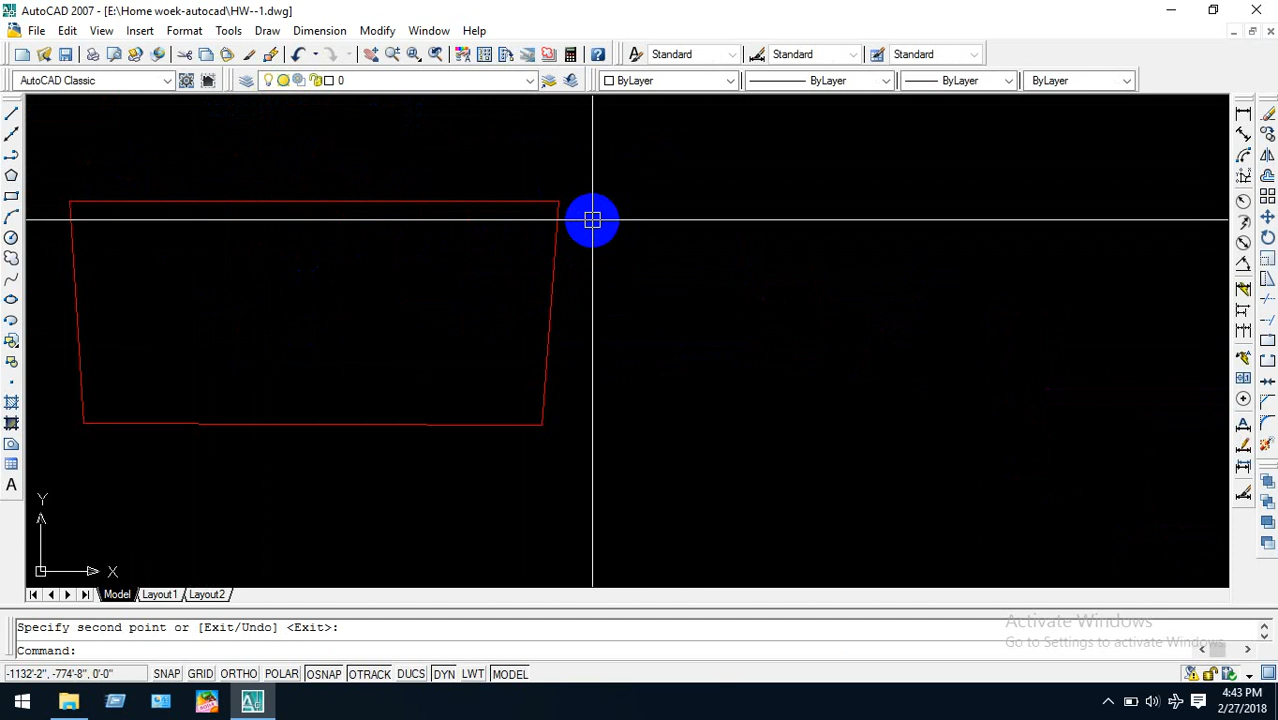 AutoCAD 2007 - [E:\Home woek-autocad\HW--1.dwg]
File Edit View Insert Format Tools Draw Dimension Modify Window Help
Standard Standard Standard
AutoCAD Classic 0 ByLayer ByLayer ByLayer ByLayer
Y
X
Model Layout1 Layout2
Specify second point or [Exit/Undo] <Exit>:
Command:
Activate Windows
Go to Settings to activate Windows.
-1132'-2", -774'-8", 0'-0" SNAP GRID ORTHO POLAR OSNAP OTRACK DUCS DYN LWT MODEL
4:43 PM
2/27/2018